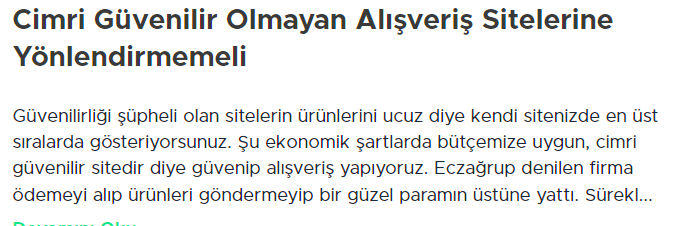 Cimri Güvenilir Olmayan Alışveriş Sitelerine
Yönlendirmemeli
Güvenilirliği şüpheli olan sitelerin ürünlerini ucuz diye kendi sitenizde en üst
sıralarda gösteriyorsunuz. Şu ekonomik şartlarda bütçemize uygun, cimri
güvenilir sitedir diye güvenip alışveriş yapıyoruz. Eczağrup denilen firma
ödemeyi alıp ürünleri göndermeyip bir güzel paramın üstüne yattı. Sürekl...